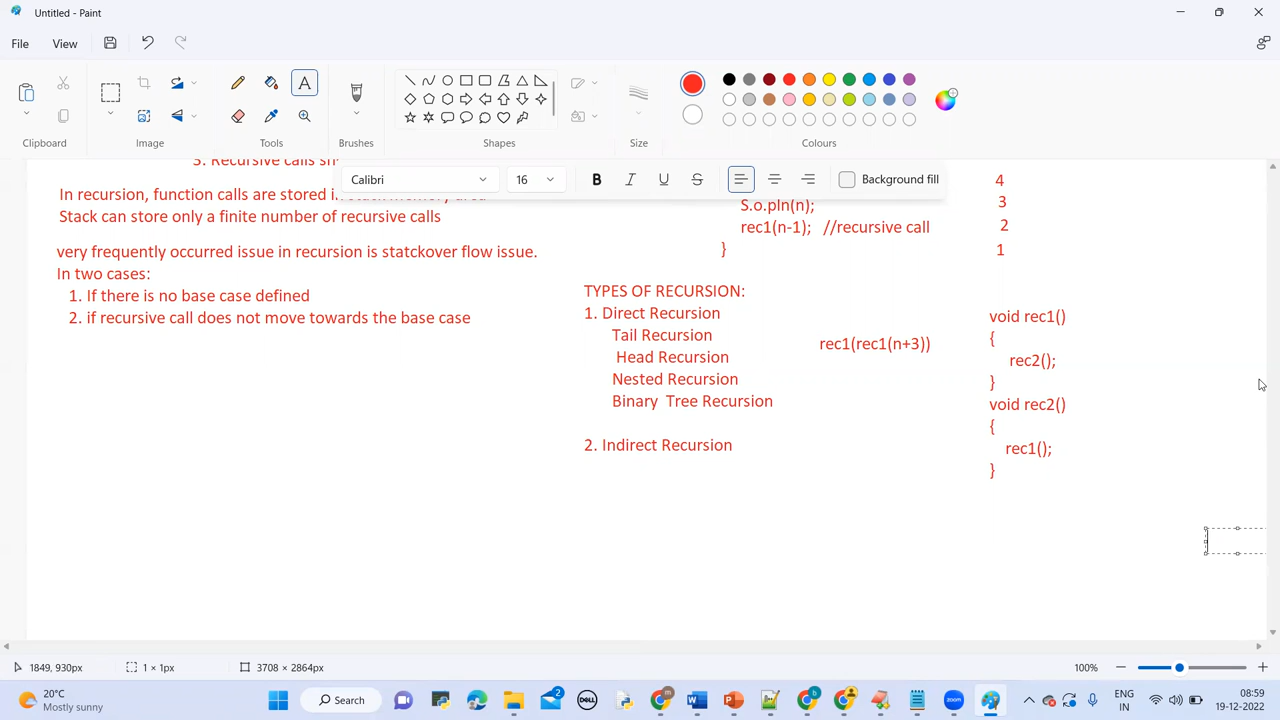 Untitled - Paint
File
View
Clipboard
Image
Tools
Brushes
Shapes
Size
Colours
Calibri
16
B
I
U
Background fill
In recursion, function calls are stored in stack memory area
Stack can store only a finite number of recursive calls
very frequently occurred issue in recursion is statckover flow issue.
In two cases:
1. If there is no base case defined
2. if recursive call does not move towards the base case
S.o.pln(n);
rec1(n-1); //recursive call
}
4
3
2
1
TYPES OF RECURSION:
1. Direct Recursion
Tail Recursion
Head Recursion
Nested Recursion
Binary Tree Recursion
2. Indirect Recursion
rec1(rec1(n+3))
void rec1()
{
rec2();
}
void rec2()
{
rec1();
}
1849, 930px
1 × 1px
3708 × 2864px
100%
20°C
Mostly sunny
Search
ENG
IN
08:59
19-12-2022